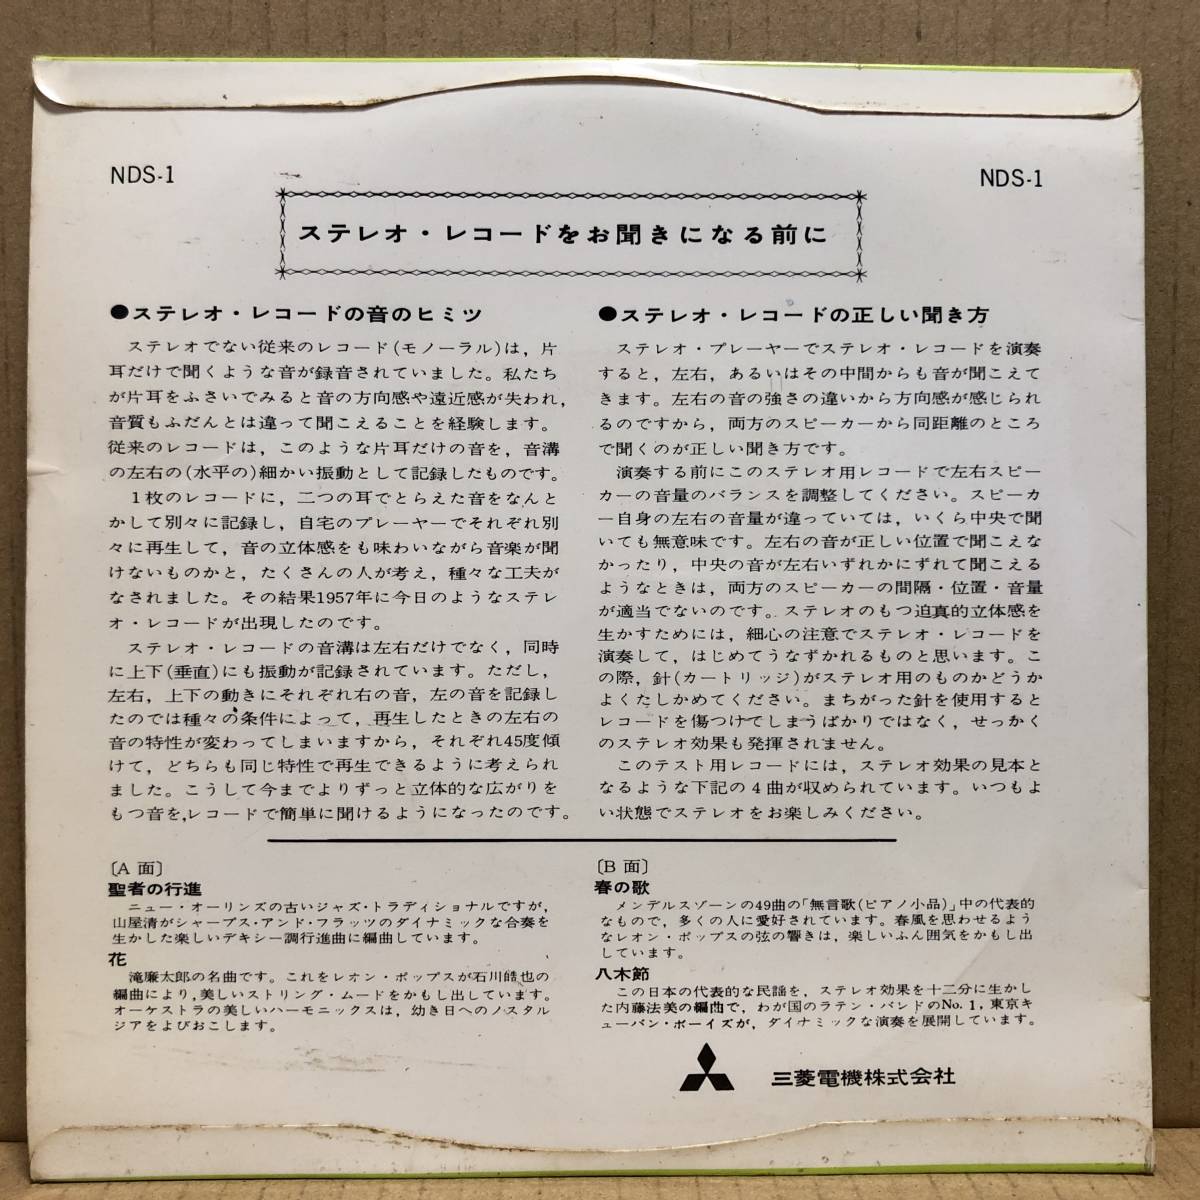 NDS-1
NDS-1
ステレオ・レコードをお聞きになる前に
●ステレオ・レコードの音のヒミツ
ステレオでない従来のレコード(モノーラル)は，片
耳だけで聞くような音が録音されていました。私たち
が片耳をふさいでみると音の方向感や遠近感が失われ，
音質もふだんとは違って聞こえることを経験します。
従来のレコードは，このような片耳だけの音を，音溝
の左右の(水平の)細かい振動として記録したものです。
1枚のレコードに，二つの耳でとらえた音をなんと
かして別々に記録し，自宅のプレーヤーでそれぞれ別
々に再生して，音の立体感をも味わいながら音楽が聞
けないものかと，たくさんの人が考え，種々な工夫が
なされました。その結果1957年に今日のようなステレ
オ・レコードが出現したのです。
ステレオ・レコードの音溝は左右だけでなく，同時
に上下(垂直)にも振動が記録されています。ただし，
左右，上下の動きにそれぞれ右の音，左の音を記録し
たのでは種々の条件によって，再生したときの左右の
音の特性が変わってしまいますから，それぞれ45度傾
けて，どちらも同じ特性で再生できるように考えられ
ました。こうして今までよりずっと立体的な広がりを
もつ音を，レコードで簡単に聞けるようになったのです。
●ステレオ・レコードの正しい聞き方
ステレオ・プレーヤーでステレオ・レコードを演奏
すると，左右，あるいはその中間からも音が聞こえて
きます。左右の音の強さの違いから方向感が感じられ
るのですから，両方のスピーカーから同距離のところ
で聞くのが正しい聞き方です。
演奏する前にこのステレオ用レコードで左右スピー
カーの音量のバランスを調整してください。スピーカ
ー自身の左右の音量が違っていては，いくら中央で聞
いても無意味です。左右の音が正しい位置で聞こえな
かったり，中央の音が左右いずれかにずれて聞こえる
ようなときは，両方のスピーカーの間隔・位置・音量
が適当でないのです。ステレオのもつ迫真的立体感を
生かすためには，細心の注意でステレオ・レコードを
演奏して，はじめてうなずかれるものと思います。こ
の際，針(カートリッジ)がステレオ用のものかどうか
よくたしかめてください。まちがった針を使用すると
レコードを傷つけてしまうばかりではなく，せっかく
のステレオ効果も発揮されません。
このテスト用レコードには，ステレオ効果の見本と
なるような下記の4曲が収められています。いつもよ
い状態でステレオをお楽しみください。
〔A 面〕
聖者の行進
ニュー・オーリンズの古いジャズ・トラディショナルですが，
山屋清がシャープス・アンド・フラッツのダイナミックな合奏を
生かした楽しいデキシー調行進曲に編曲しています。
花
滝廉太郎の名曲です。これをレオン・ポップスが石川皓也の
編曲により，美しいストリング・ムードをかもし出しています。
オーケストラの美しいハーモニックスは，幼き日へのノスタル
ジアをよびおこします。
〔B 面〕
春の歌
メンデルスゾーンの49曲の「無言歌(ピアノ小品)」中の代表的
なもので，多くの人に愛好されています。春風を思わせるよう
なレオン・ポップスの弦の響きは，楽しいふん囲気をかもし出
しています。
八木節
この日本の代表的な民謡を，ステレオ効果を十二分に生かし
た内藤法美の編曲で，わが国のラテン・バンドのNo.1，東京キ
ューバン・ボーイズが，ダイナミックな演奏を展開しています。
三菱電機株式会社